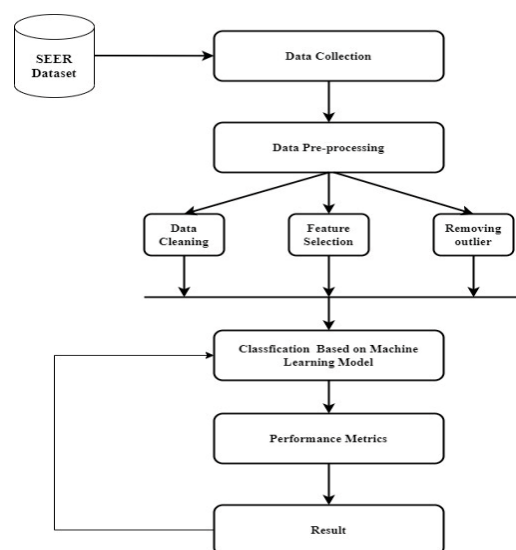 SEER
Dataset
Data Collection
Data Pre-processing
Data
Cleaning
Feature
Selection
Removing
outlier
Classfication Based on Machine
Learning Model
Performance Metrics
Result